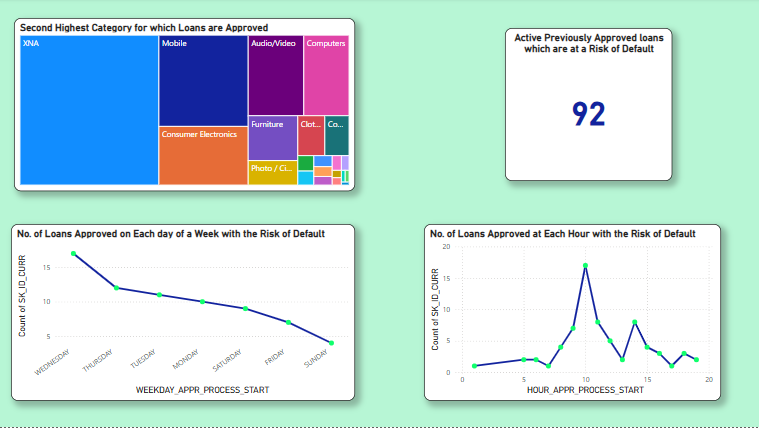 Second Highest Category for which Loans are Approved
XNA
Mobile
Audio/Video
Computers
Consumer Electronics
Furniture
Clot...
Co...
Photo / Ci...
Active Previously Approved loans
which are at a Risk of Default
92
No. of Loans Approved on Each day of a Week with the Risk of Default
Count of SK_ID_CURR
15
10
5
WEDNESDAY
THURSDAY
TUESDAY
MONDAY
SATURDAY
FRIDAY
SUNDAY
WEEKDAY_APPR_PROCESS_START
No. of Loans Approved at Each Hour with the Risk of Default
Count of SK_ID_CURR
20
15
10
5
0
0
5
10
15
20
HOUR_APPR_PROCESS_START